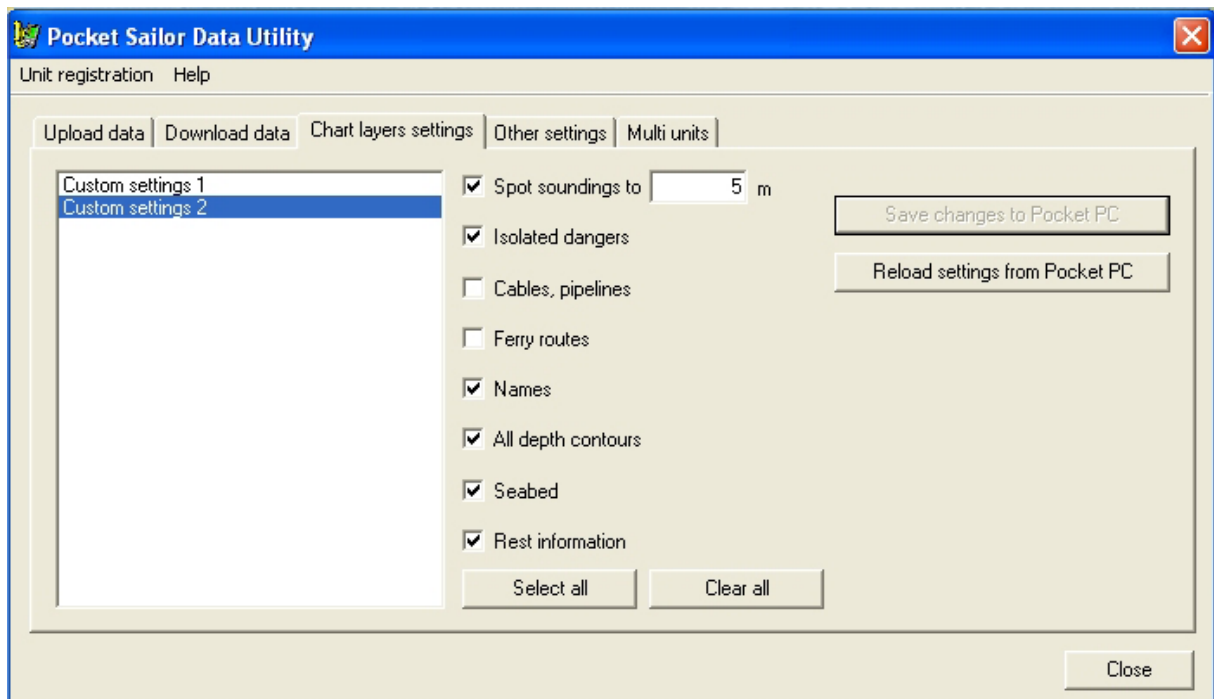 Pocket Sailor Data Utility
Unit registration Help
Upload data Download data Chart layers settings Other settings Multi units
Custom settings 1
Custom settings 2
Spot soundings to 5 m
Isolated dangers
Cables, pipelines
Ferry routes
Names
All depth contours
Seabed
Rest information
Select all Clear all
Save changes to Pocket PC
Reload settings from Pocket PC
Close